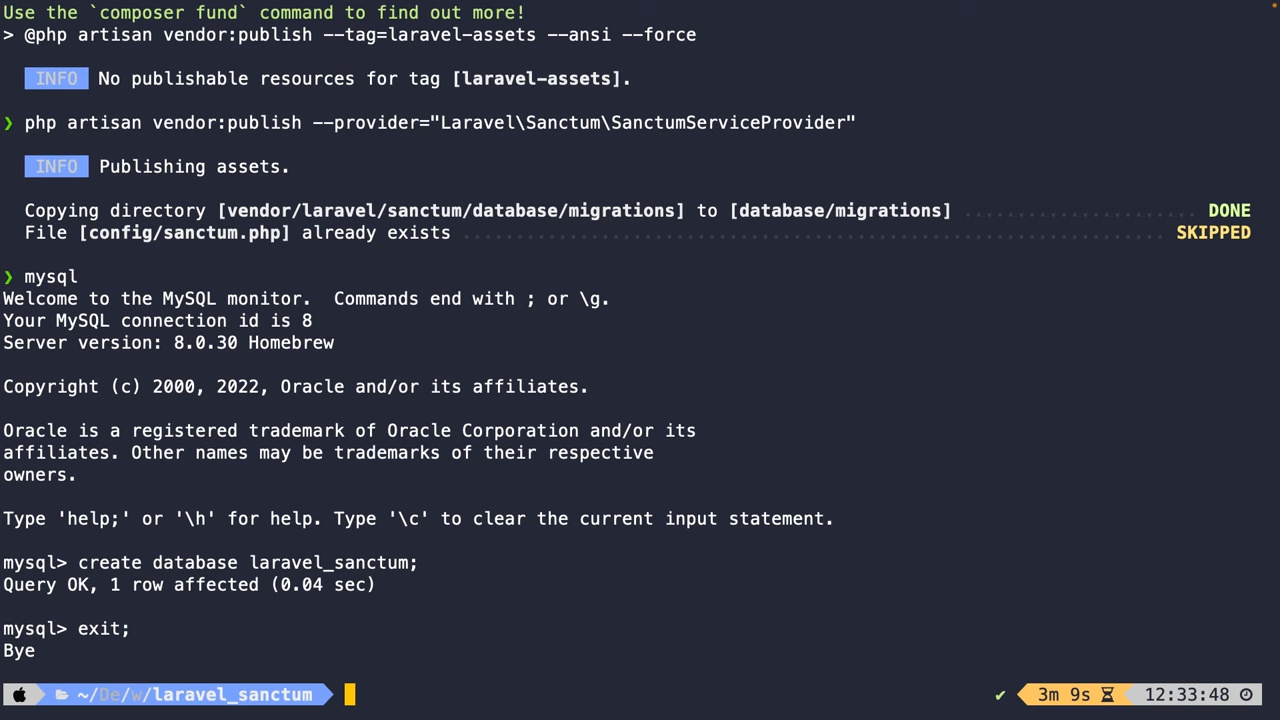 Use the `composer fund` command to find out more!
> @php artisan vendor:publish --tag=laravel-assets --ansi --force
INFO No publishable resources for tag [laravel-assets].
❯ php artisan vendor:publish --provider="Laravel\Sanctum\SanctumServiceProvider"
INFO Publishing assets.
Copying directory [vendor/laravel/sanctum/database/migrations] to [database/migrations] ...................... DONE
File [config/sanctum.php] already exists .................................................................. SKIPPED
❯ mysql
Welcome to the MySQL monitor.  Commands end with ; or \g.
Your MySQL connection id is 8
Server version: 8.0.30 Homebrew
Copyright (c) 2000, 2022, Oracle and/or its affiliates.
Oracle is a registered trademark of Oracle Corporation and/or its
affiliates. Other names may be trademarks of their respective
owners.
Type 'help;' or '\h' for help. Type '\c' to clear the current input statement.
mysql> create database laravel_sanctum;
Query OK, 1 row affected (0.04 sec)
mysql> exit;
Bye
~/De/w/laravel_sanctum ✔ 3m 9s 12:33:48